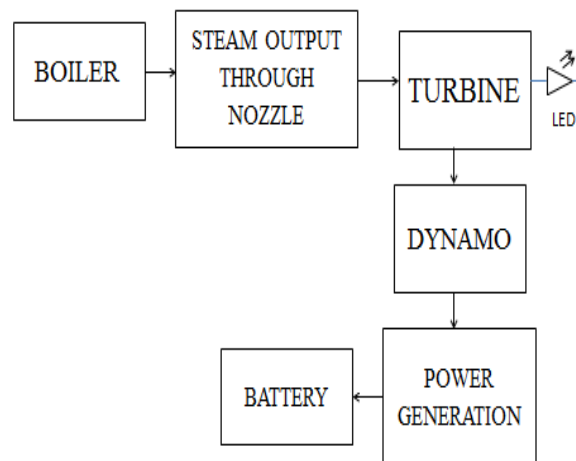 BOILER
STEAM OUTPUT
THROUGH
NOZZLE
TURBINE
LED
DYNAMO
POWER
GENERATION
BATTERY